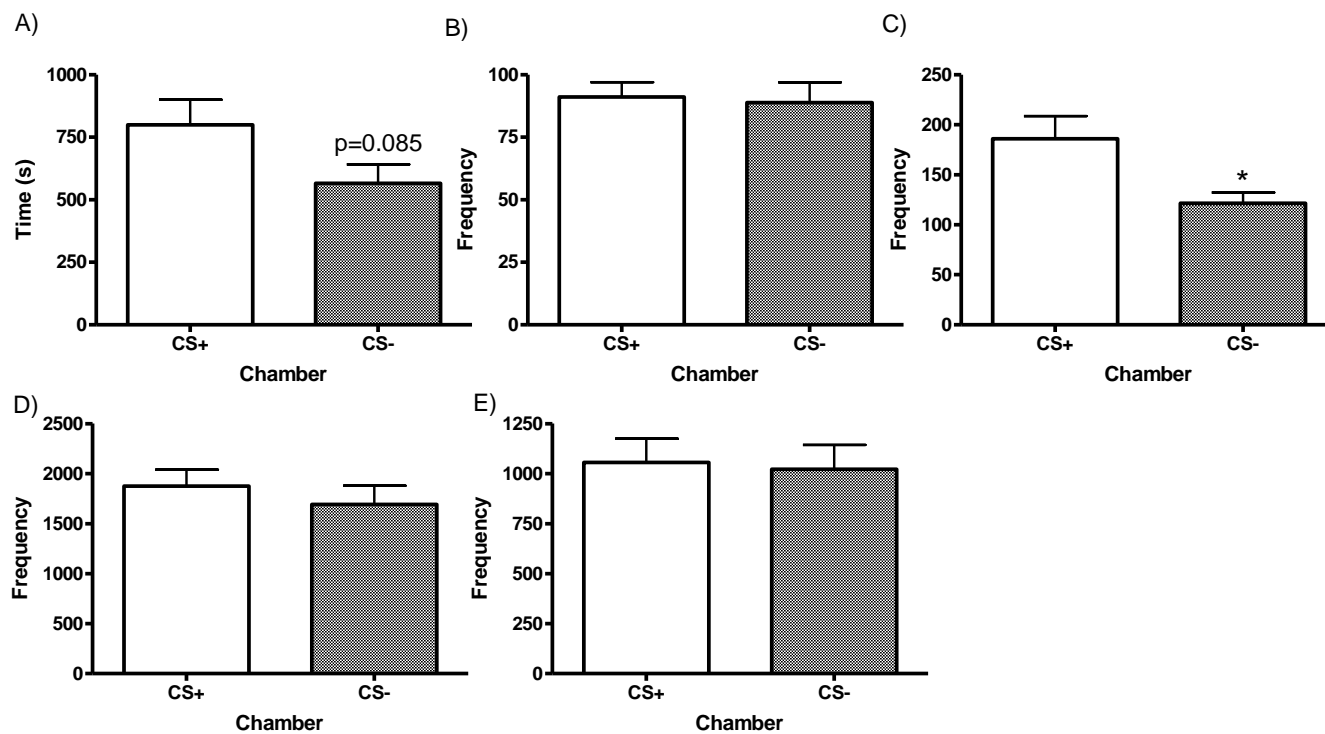 A)
1000
750
500
250
0
Time (s)
p=0.085
CS+
CS-
Chamber
B)
100
75
50
25
0
Frequency
CS+
CS-
Chamber
C)
250
200
150
100
50
0
Frequency
*
CS+
CS-
Chamber
D)
2500
2000
1500
1000
500
0
Frequency
CS+
CS-
Chamber
E)
1250
1000
750
500
250
0
Frequency
CS+
CS-
Chamber